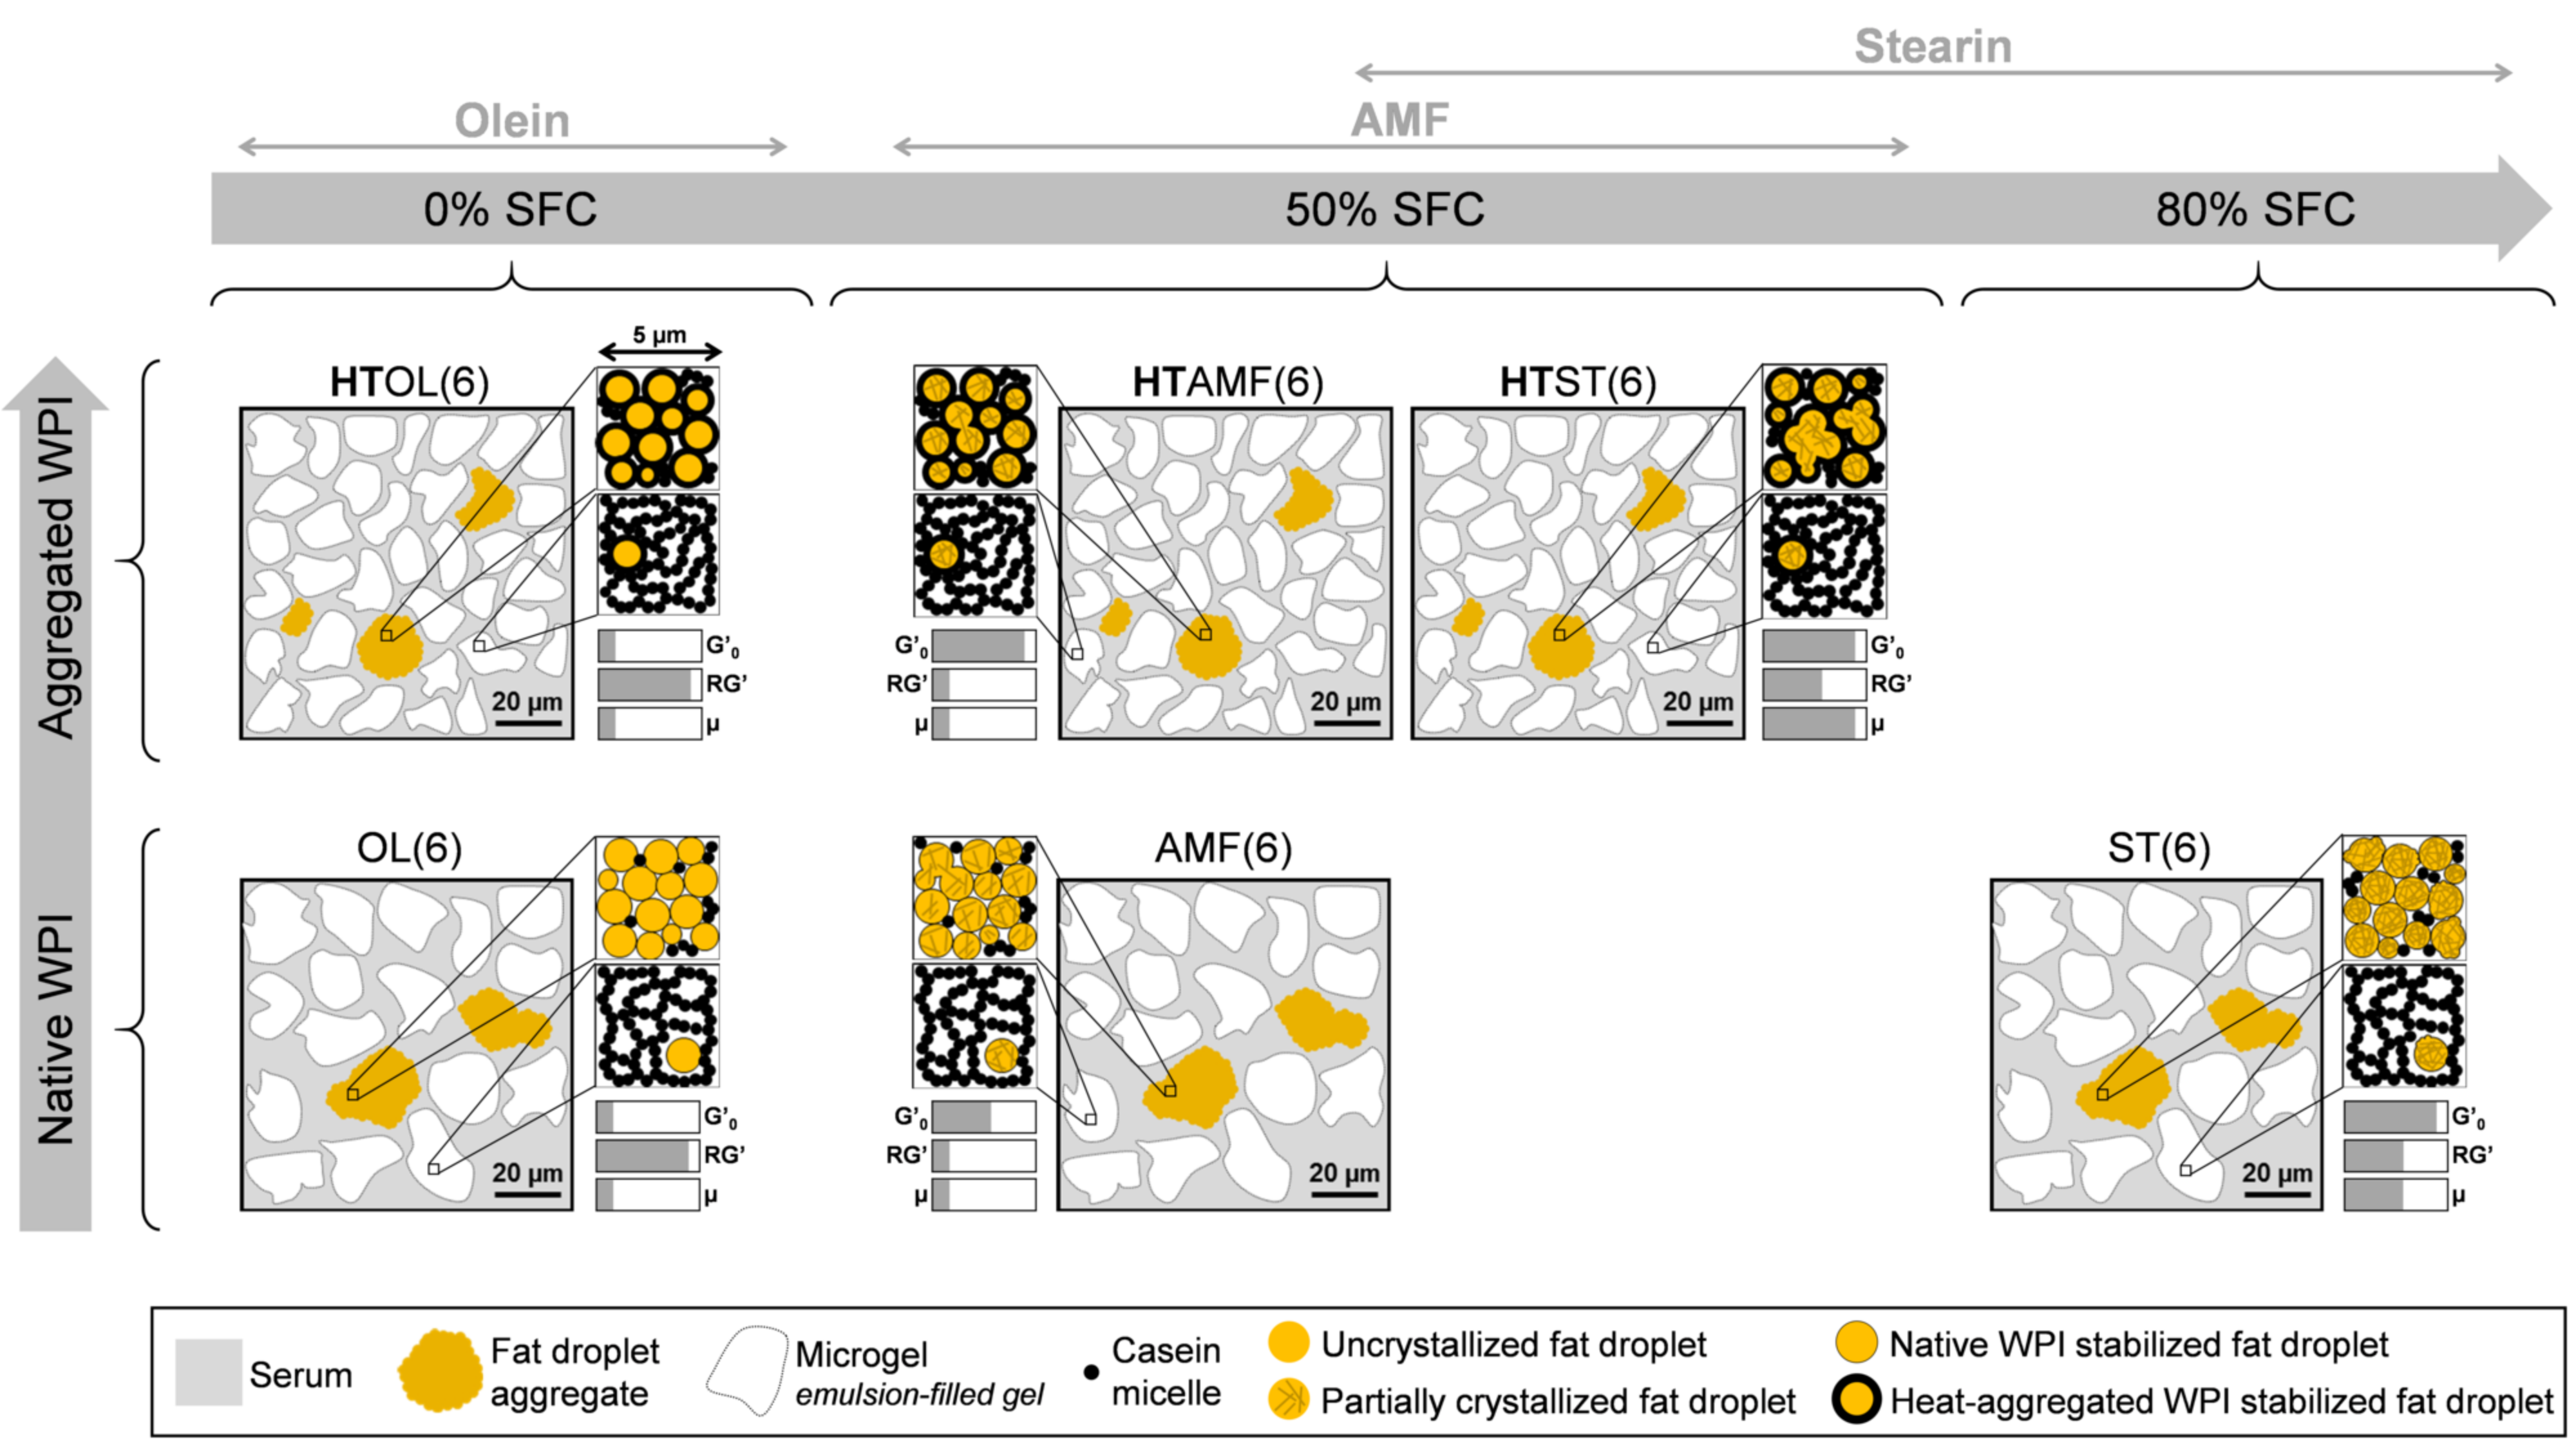 Stearin
Olein
AMF
0% SFC
50% SFC
80% SFC
Aggregated WPI
Native WPI
5 µm
HTOL(6)
20 µm
G'0
RG'
µ
HTAMF(6)
20 µm
G'0
RG'
µ
HTST(6)
20 µm
G'0
RG'
µ
OL(6)
20 µm
G'0
RG'
µ
AMF(6)
20 µm
G'0
RG'
µ
ST(6)
20 µm
G'0
RG'
µ
Serum
Fat droplet
aggregate
Microgel
emulsion-filled gel
Casein
micelle
Uncrystallized fat droplet
Partially crystallized fat droplet
Native WPI stabilized fat droplet
Heat-aggregated WPI stabilized fat droplet